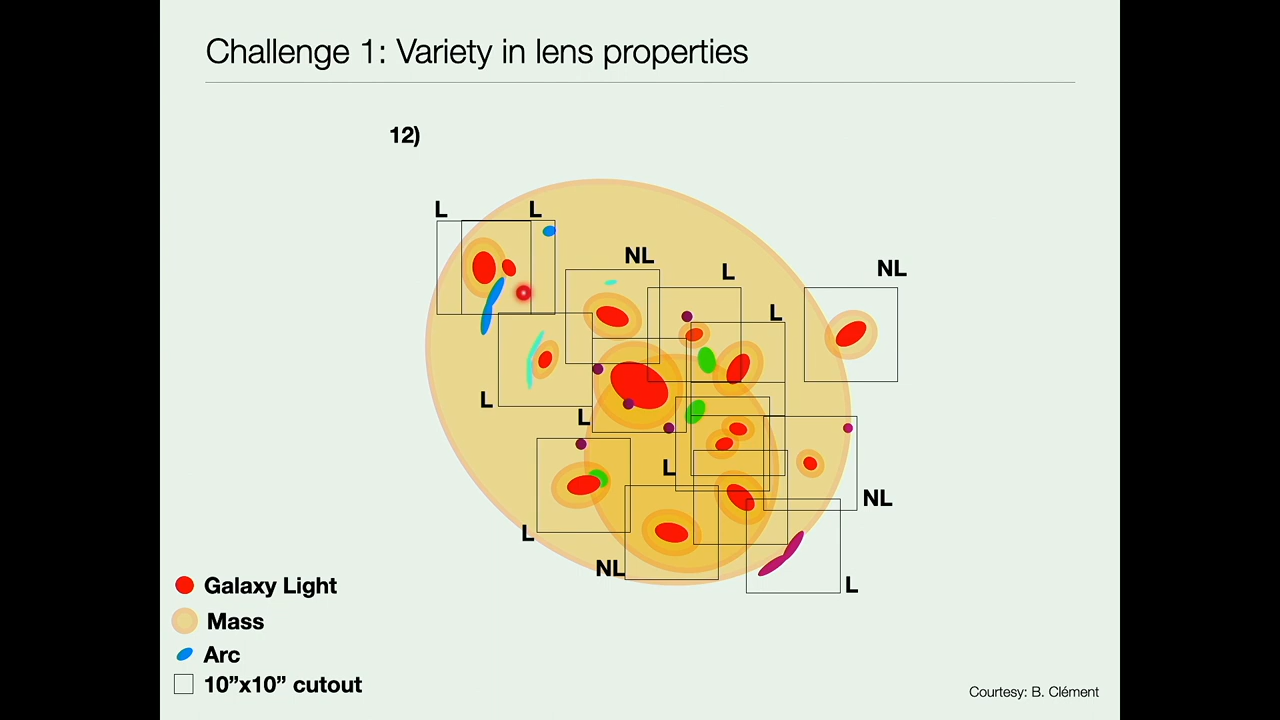 Challenge 1: Variety in lens properties
12)
L
L
NL
L
NL
L
L
L
L
NL
L
NL
L
Galaxy Light
Mass
Arc
10”x10” cutout
Courtesy: B. Clément